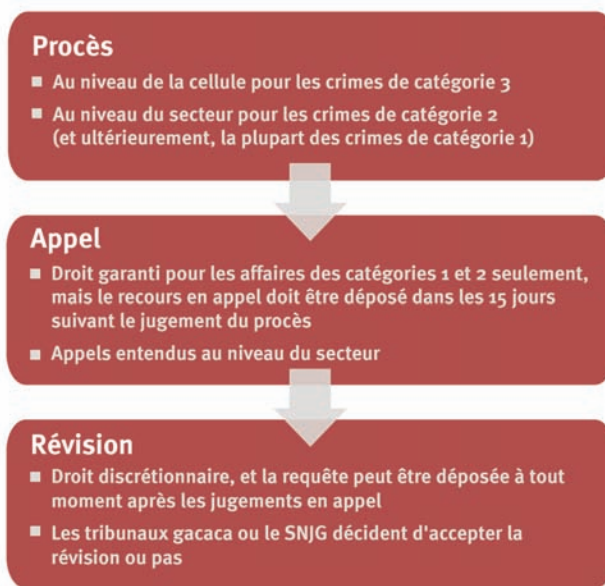 Procès
Au niveau de la cellule pour les crimes de catégorie 3
Au niveau du secteur pour les crimes de catégorie 2
(et ultérieurement, la plupart des crimes de catégorie 1)
Appel
Droit garanti pour les affaires des catégories 1 et 2 seulement,
mais le recours en appel doit être déposé dans les 15 jours
suivant le jugement du procès
Appels entendus au niveau du secteur
Révision
Droit discrétionnaire, et la requête peut être déposée à tout
moment après les jugements en appel
Les tribunaux gacaca ou le SNJG décident d'accepter la
révision ou pas